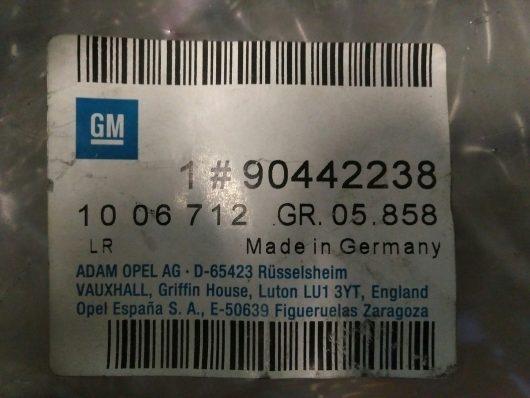 GM
1 # 90442238
10 06 712 GR. 05.858
LR Made in Germany
ADAM OPEL AG · D-65423 Rüsselsheim
VAUXHALL, Griffin House, Luton LU1 3YT, England
Opel España S. A., E-50639 Figueruelas Zaragoza